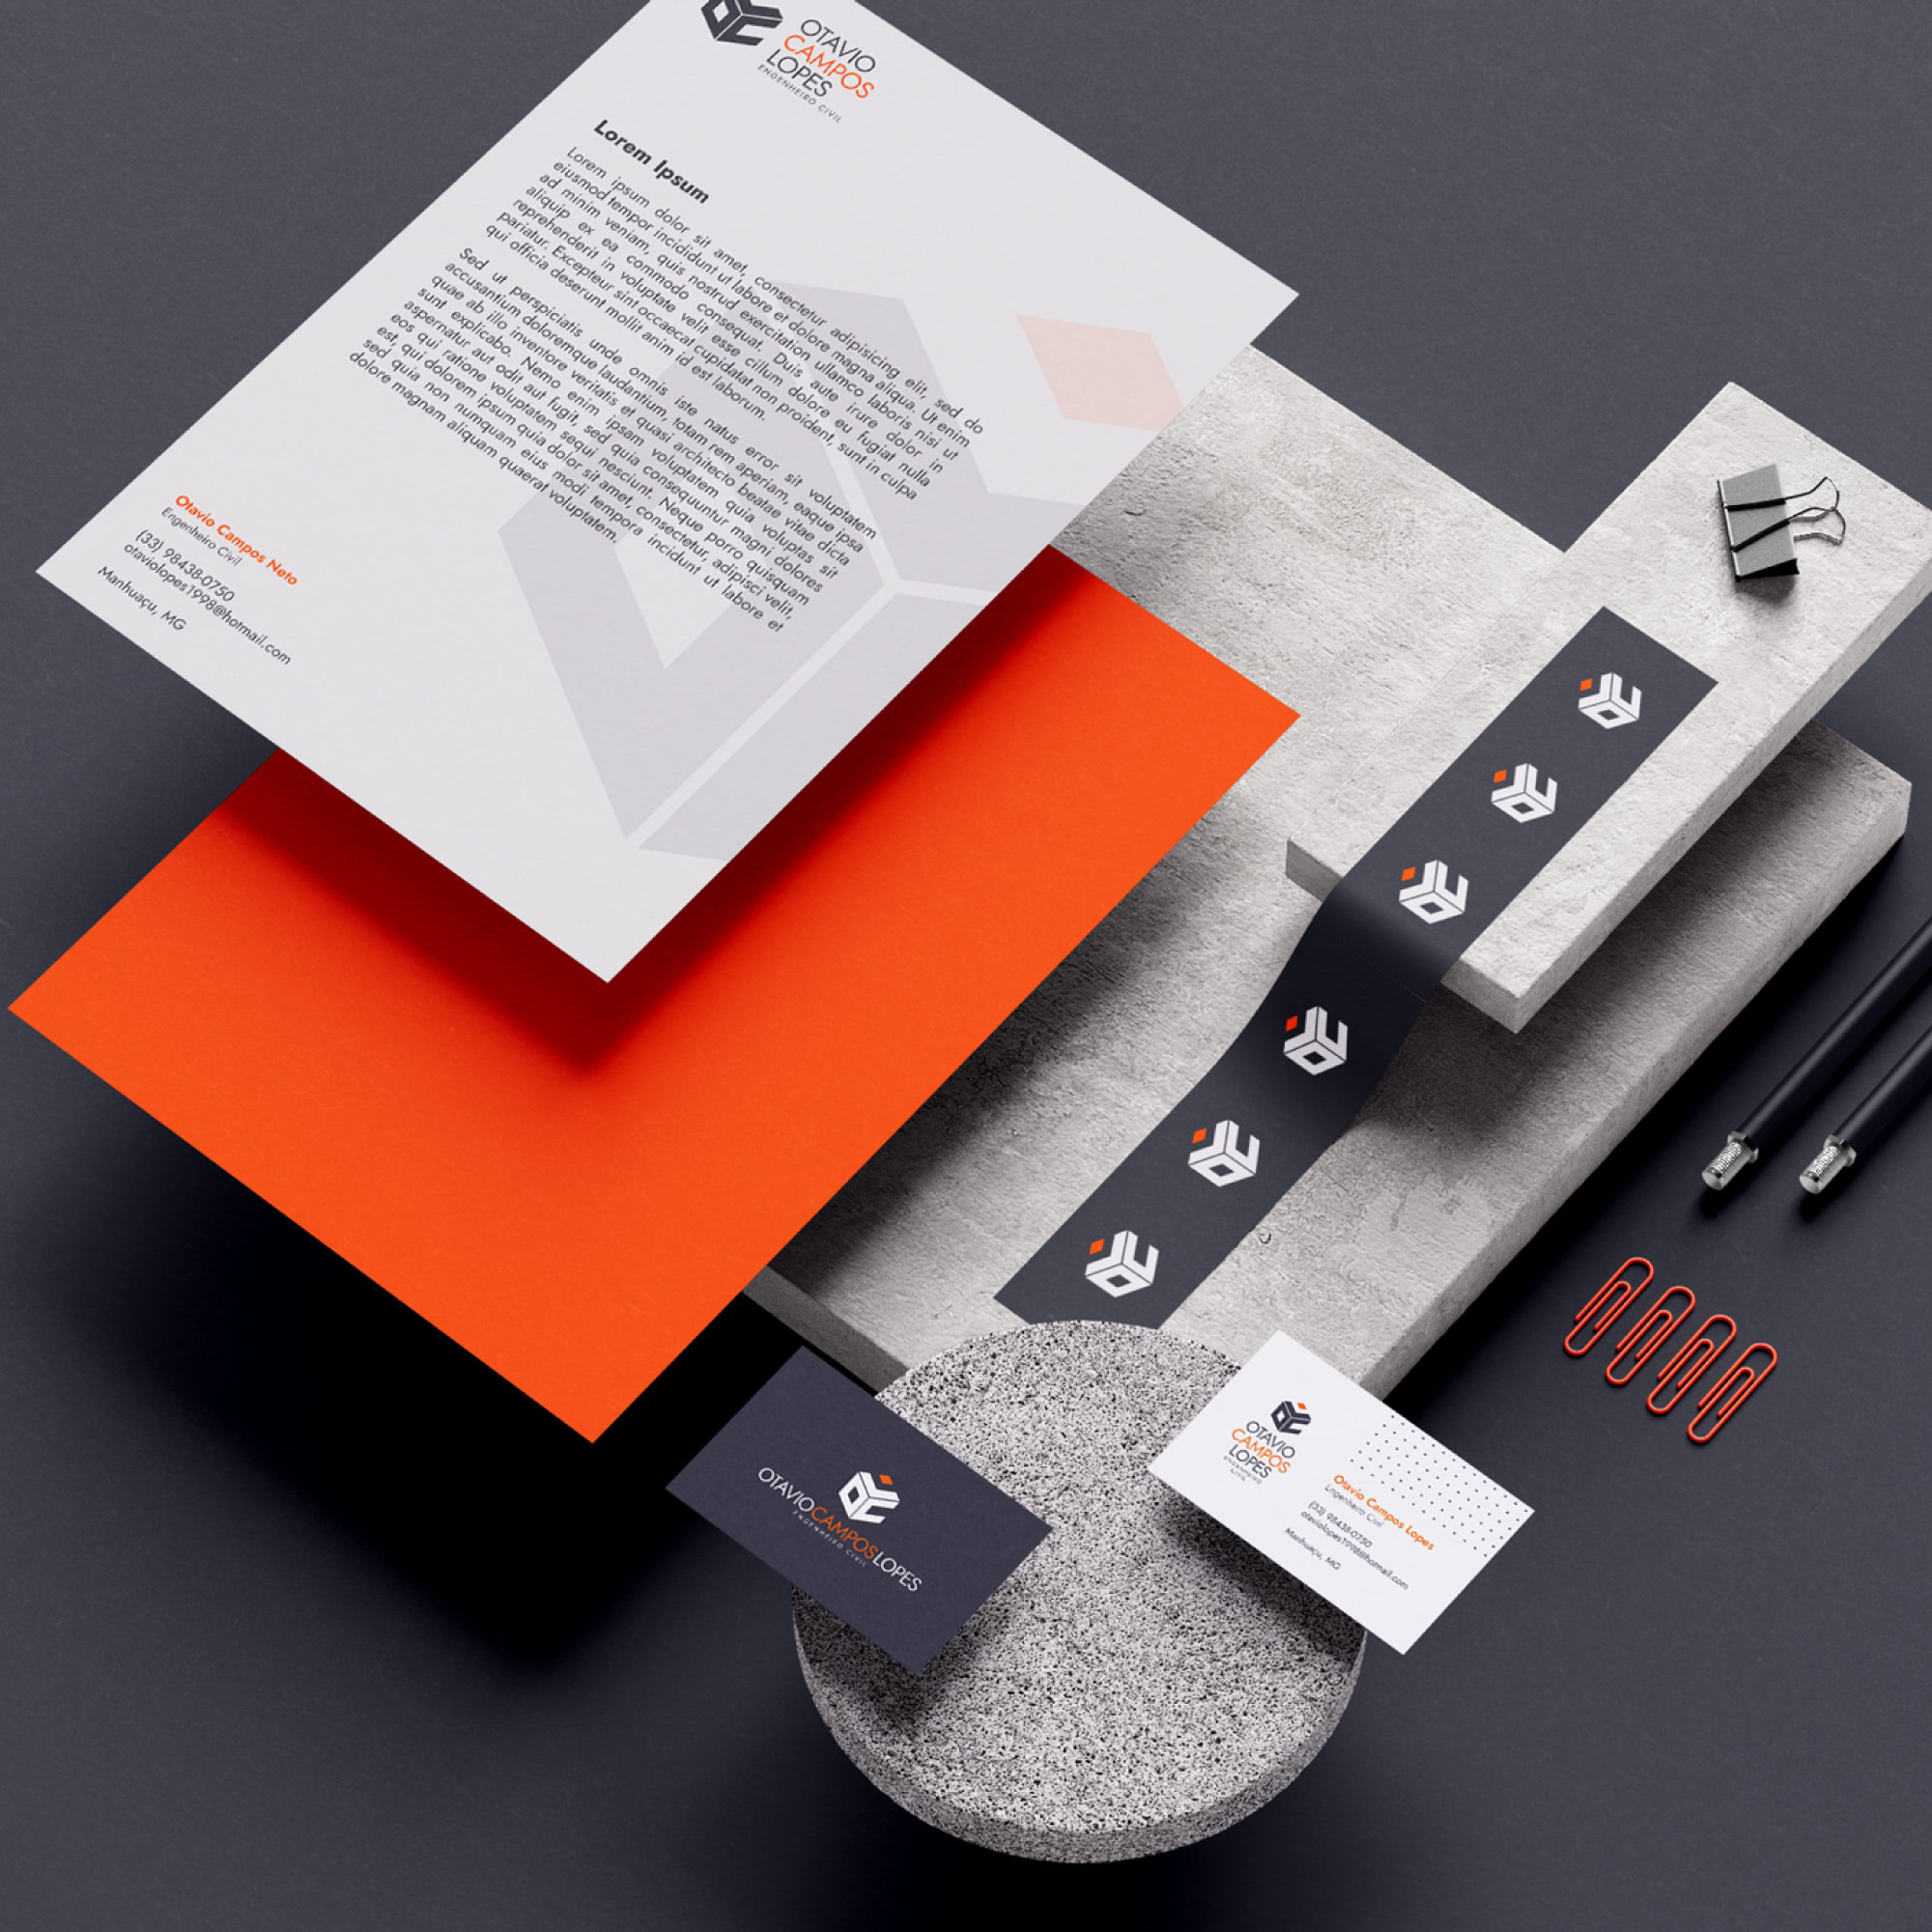 OTAVIO
CAMPOS
LOPES
ENGENHEIRO CIVIL
Lorem Ipsum
Lorem ipsum dolor sit amet, consectetur adipisicing elit, sed do
eiusmod tempor incididunt ut labore et dolore magna aliqua. Ut enim
ad minim veniam, quis nostrud exercitation ullamco laboris nisi ut
aliquip ex ea commodo consequat. Duis aute irure dolor in
reprehenderit in voluptate velit esse cillum dolore eu fugiat nulla
pariatur. Excepteur sint occaecat cupidatat non proident, sunt in culpa
qui officia deserunt mollit anim id est laborum.
Sed ut perspiciatis unde omnis iste natus error sit voluptatem
accusantium doloremque laudantium, totam rem aperiam, eaque ipsa
quae ab illo inventore veritatis et quasi architecto beatae vitae dicta
sunt explicabo. Nemo enim ipsam voluptatem quia voluptas sit
aspernatur aut odit aut fugit, sed quia consequuntur magni dolores
eos qui ratione voluptatem sequi nesciunt. Neque porro quisquam
est, qui dolorem ipsum quia dolor sit amet, consectetur, adipisci velit,
sed quia non numquam eius modi tempora incidunt ut labore et
dolore magnam aliquam quaerat voluptatem.
Otavio Campos Neto
Engenheiro Civil
(33) 98438-0750
otaviolopes1998@hotmail.com
Manhuaçu, MG
OTAVIOCAMPOSLOPES
ENGENHEIRO CIVIL
OTAVIO
CAMPOS
LOPES
ENGENHEIRO
CIVIL
Otavio Campos Lopes
Engenheiro Civil
(33) 98438-0750
otaviolopes1998@hotmail.com
Manhuaçu, MG